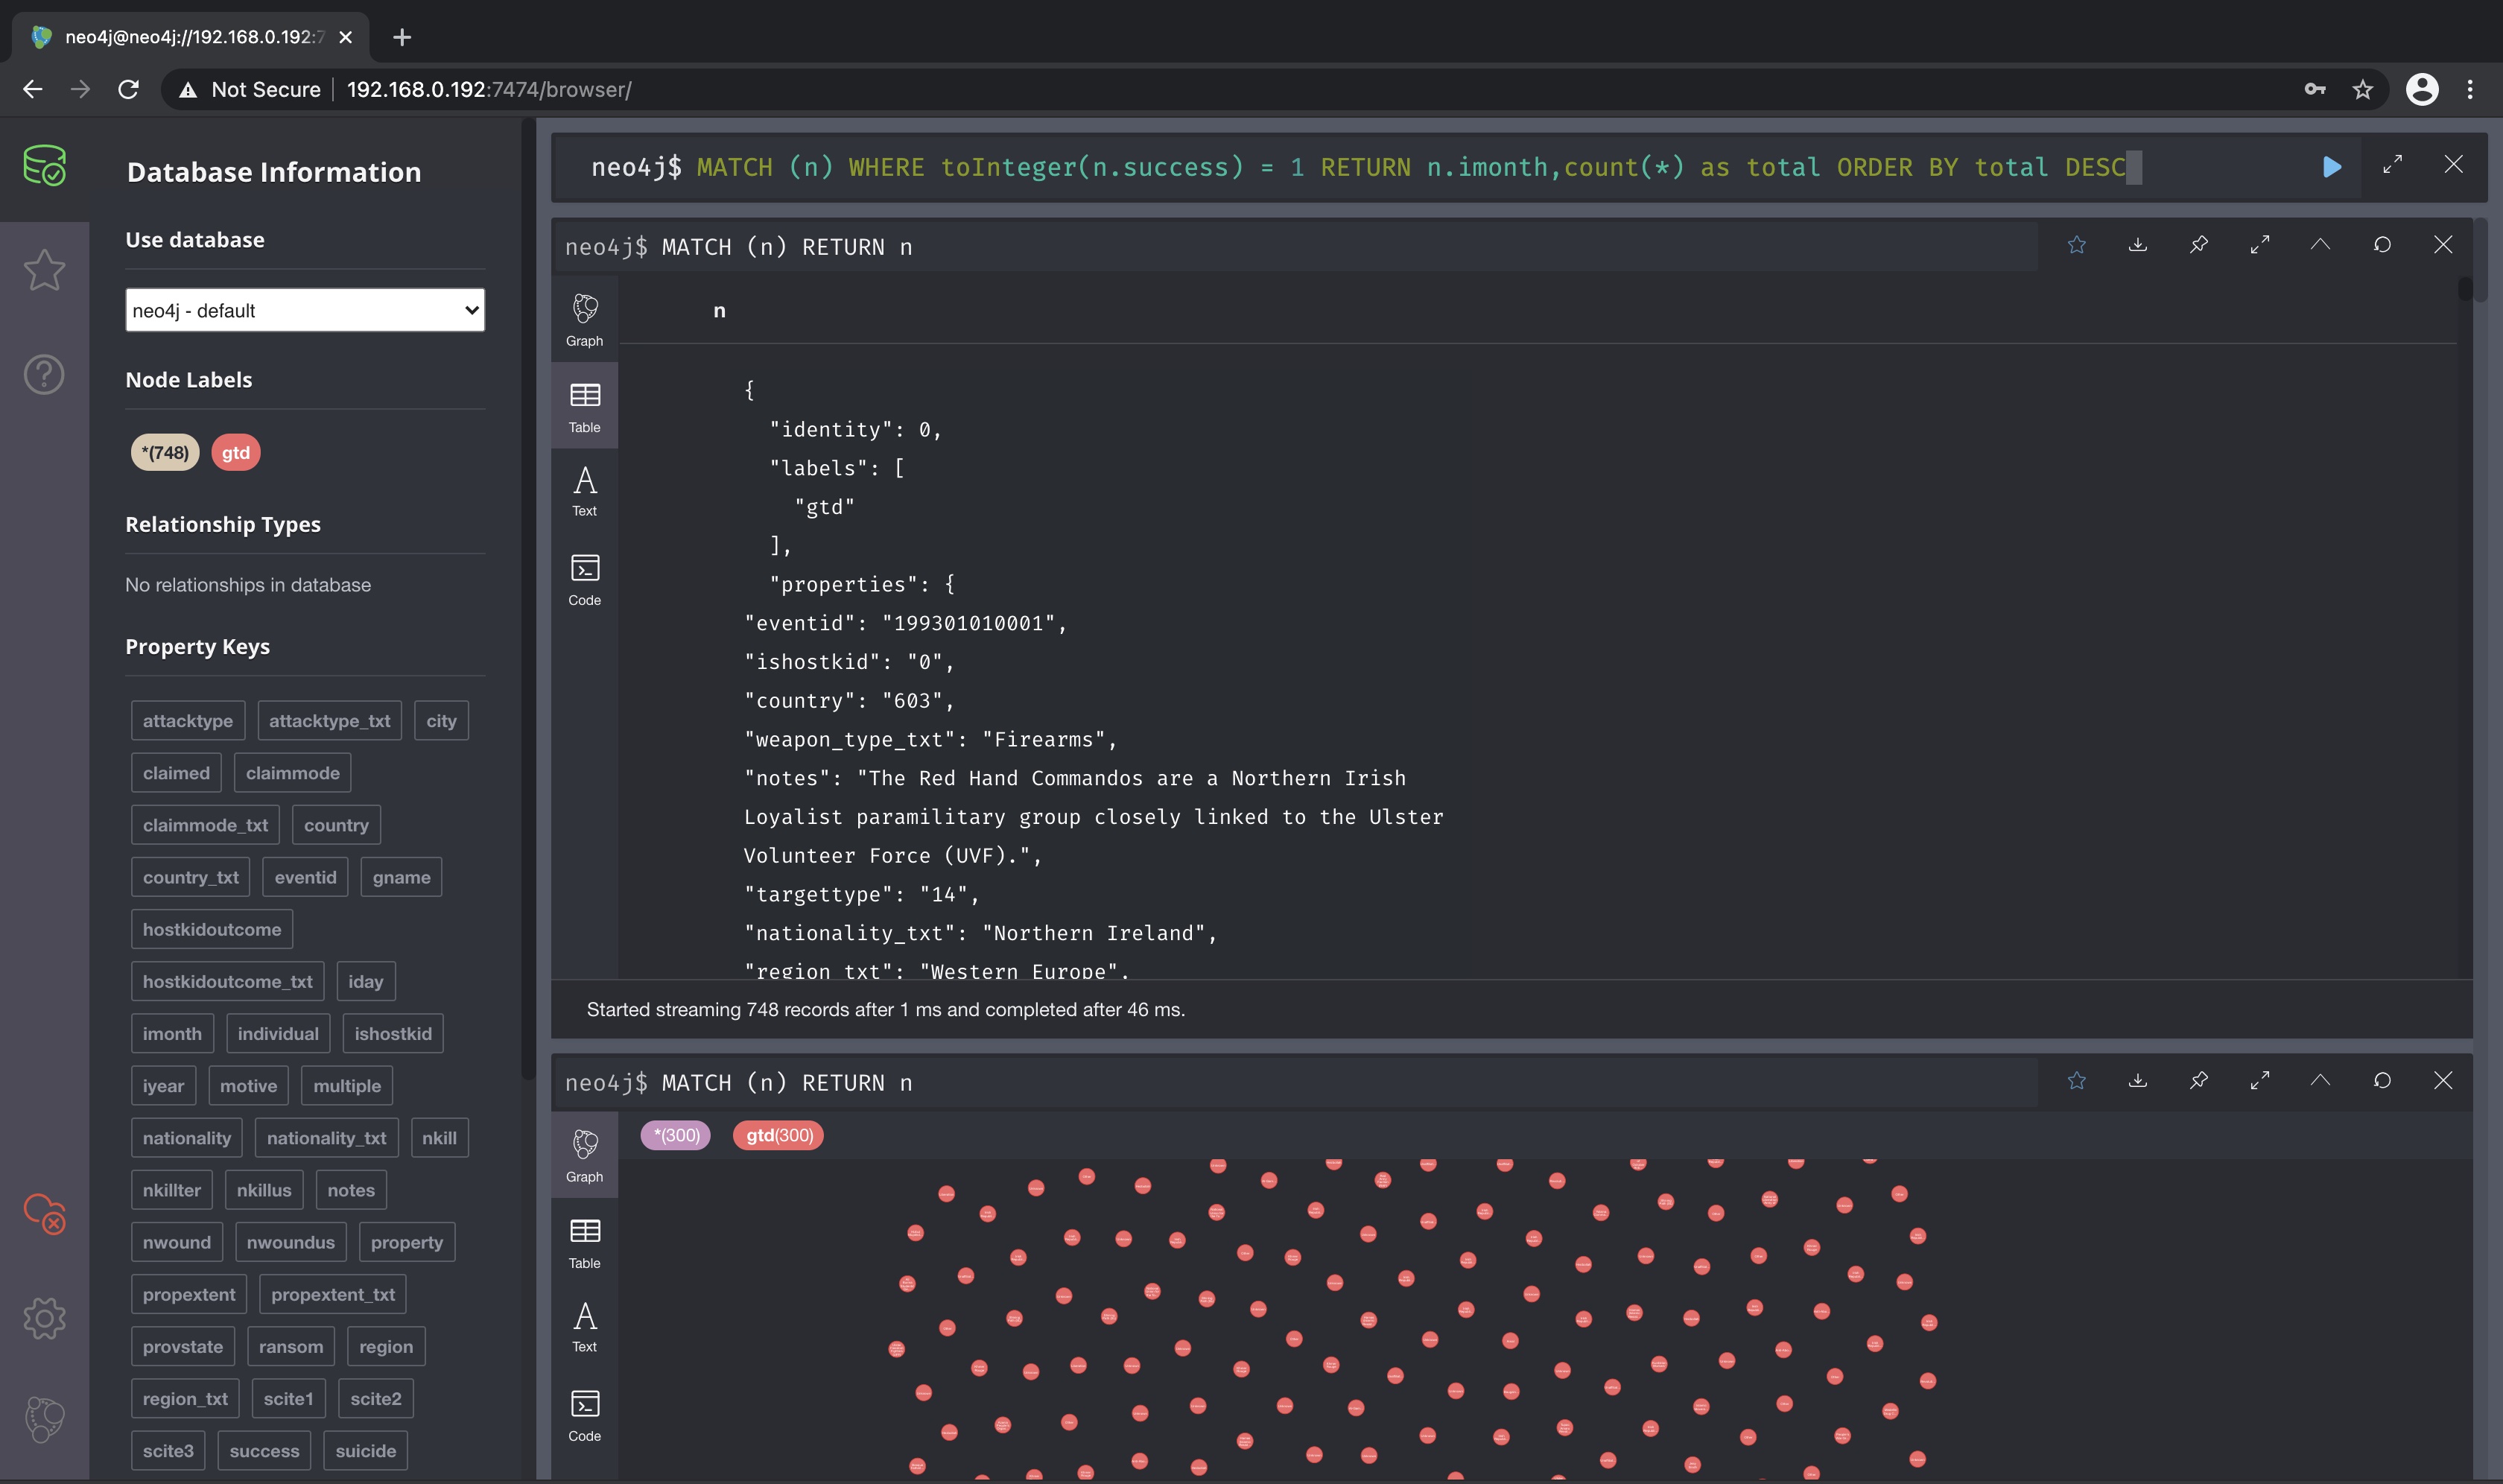 neo4j@neo4j://192.168.0.192:7
Not Secure 192.168.0.192:7474/browser/
Database Information
Use database
neo4j - default
Node Labels
*(748) gtd
Relationship Types
No relationships in database
Property Keys
attacktype attacktype_txt city
claimed claimmode
claimmode_txt country
country_txt eventid gname
hostkidoutcome
hostkidoutcome_txt iday
imonth individual ishostkid
iyear motive multiple
nationality nationality_txt nkill
nkillter nkillus notes
nwound nwoundus property
propextent propextent_txt
provstate ransom region
region_txt scite1 scite2
scite3 success suicide
neo4j$ MATCH (n) WHERE toInteger(n.success) = 1 RETURN n.imonth,count(*) as total ORDER BY total DESC
neo4j$ MATCH (n) RETURN n
Graph
Table
Text
Code
n
{
"identity": 0,
"labels": [
"gtd"
],
"properties": {
"eventid": "199301010001",
"ishostkid": "0",
"country": "603",
"weapon_type_txt": "Firearms",
"notes": "The Red Hand Commandos are a Northern Irish
Loyalist paramilitary group closely linked to the Ulster
Volunteer Force (UVF).",
"targettype": "14",
"nationality_txt": "Northern Ireland",
"region_txt": "Western Europe",
Started streaming 748 records after 1 ms and completed after 46 ms.
neo4j$ MATCH (n) RETURN n
Graph
Table
Text
Code
*(300) gtd(300)